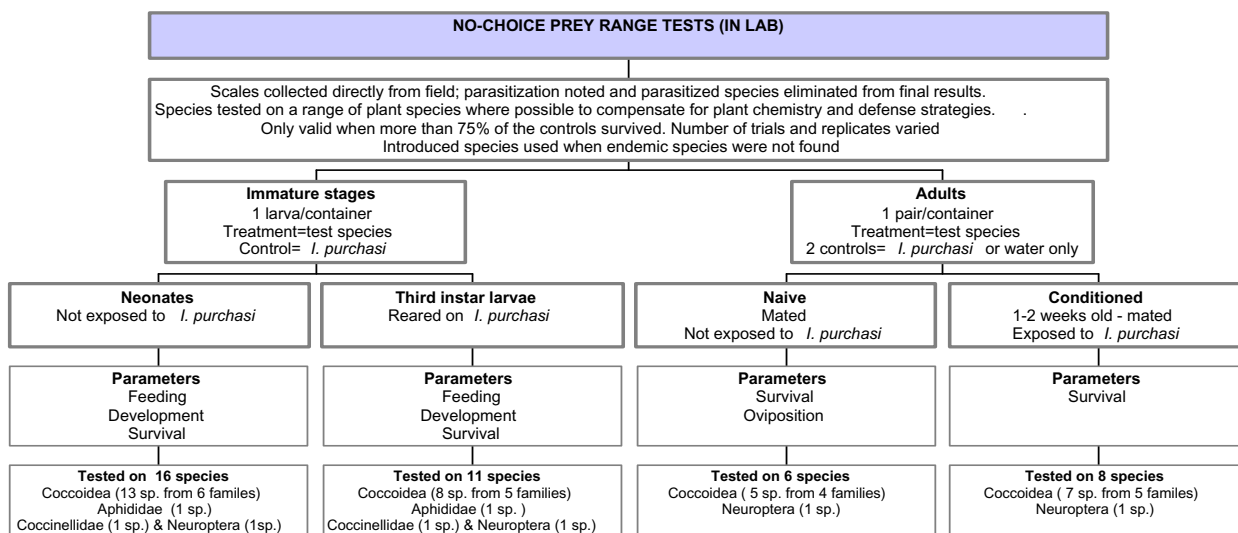 NO-CHOICE PREY RANGE TESTS (IN LAB)
Scales collected directly from field; parasitization noted and parasitized species eliminated from final results.
Species tested on a range of plant species where possible to compensate for plant chemistry and defense strategies. .
Only valid when more than 75% of the controls survived. Number of trials and replicates varied
Introduced species used when endemic species were not found
Immature stages
1 larva/container
Treatment=test species
Control= I. purchasi
Adults
1 pair/container
Treatment=test species
2 controls= I. purchasi or water only
Neonates
Not exposed to I. purchasi
Third instar larvae
Reared on I. purchasi
Naive
Mated
Not exposed to I. purchasi
Conditioned
1-2 weeks old - mated
Exposed to I. purchasi
Parameters
Feeding
Development
Survival
Parameters
Feeding
Development
Survival
Parameters
Survival
Oviposition
Parameters
Survival
Tested on 16 species
Coccoidea (13 sp. from 6 familes)
Aphididae (1 sp.)
Coccinellidae (1 sp.) & Neuroptera (1sp.)
Tested on 11 species
Coccoidea (8 sp. from 5 families)
Aphididae (1 sp. )
Coccinellidae (1 sp.) & Neuroptera (1 sp.)
Tested on 6 species
Coccoidea ( 5 sp. from 4 families)
Neuroptera (1 sp.)
Tested on 8 species
Coccoidea ( 7 sp. from 5 families)
Neuroptera (1 sp.)